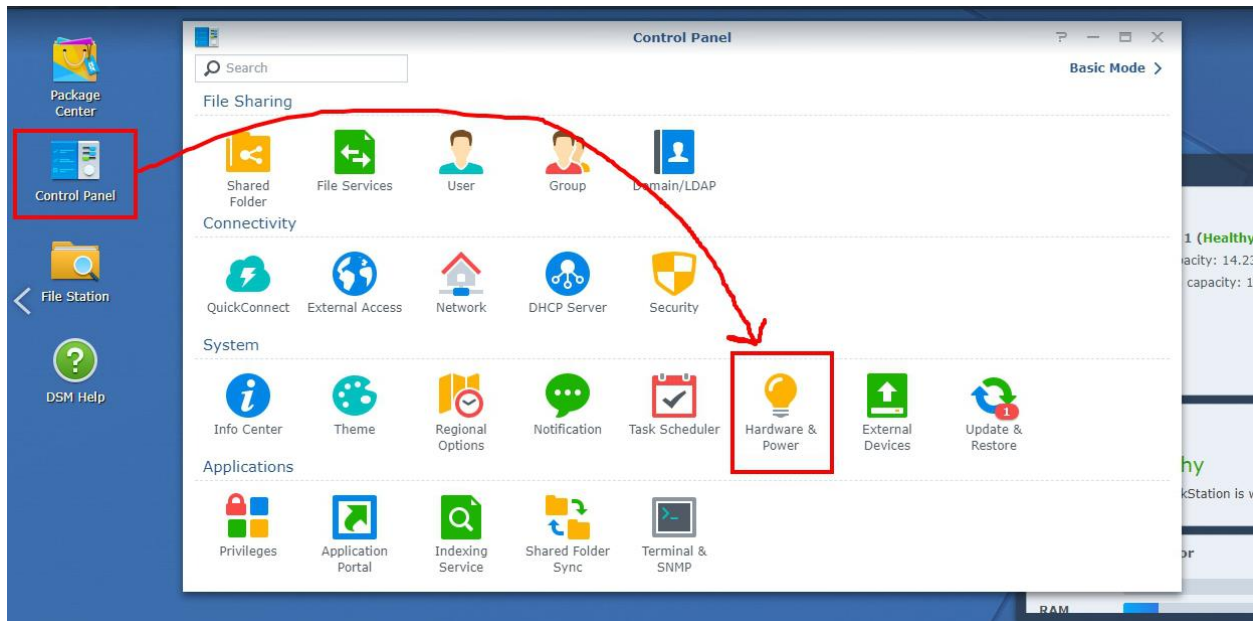 Control Panel
Search
Basic Mode
Package
Center
Control Panel
File Station
DSM Help
File Sharing
Shared
Folder
File Services
User
Group
Domain/LDAP
Connectivity
QuickConnect
External Access
Network
DHCP Server
Security
System
Info Center
Theme
Regional
Options
Notification
Task Scheduler
Hardware &
Power
External
Devices
1
Update &
Restore
Applications
Privileges
Application
Portal
Indexing
Service
Shared Folder
Sync
Terminal &
SNMP
1 (Healthy
acity: 14.23
capacity: 1
hy
kStation is
or
RAM